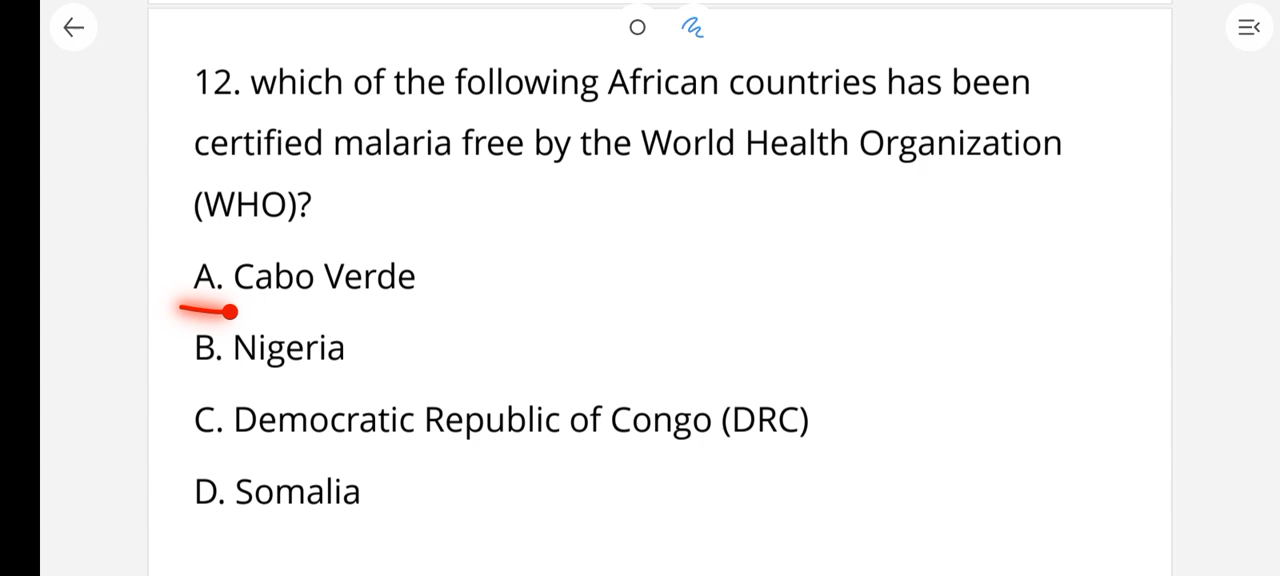 12. which of the following African countries has been
certified malaria free by the World Health Organization
(WHO)?
A. Cabo Verde
B. Nigeria
C. Democratic Republic of Congo (DRC)
D. Somalia